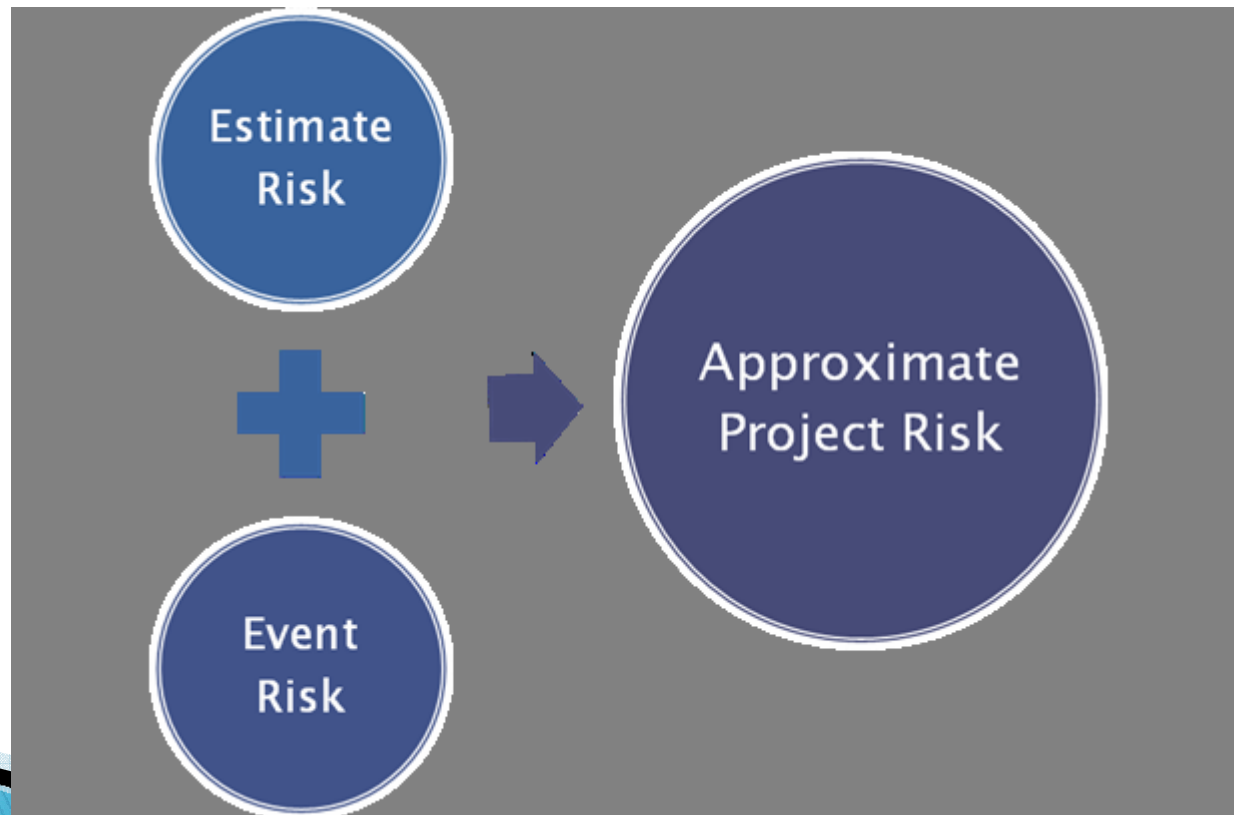 Estimate
Risk
Event
Risk
Approximate
Project Risk